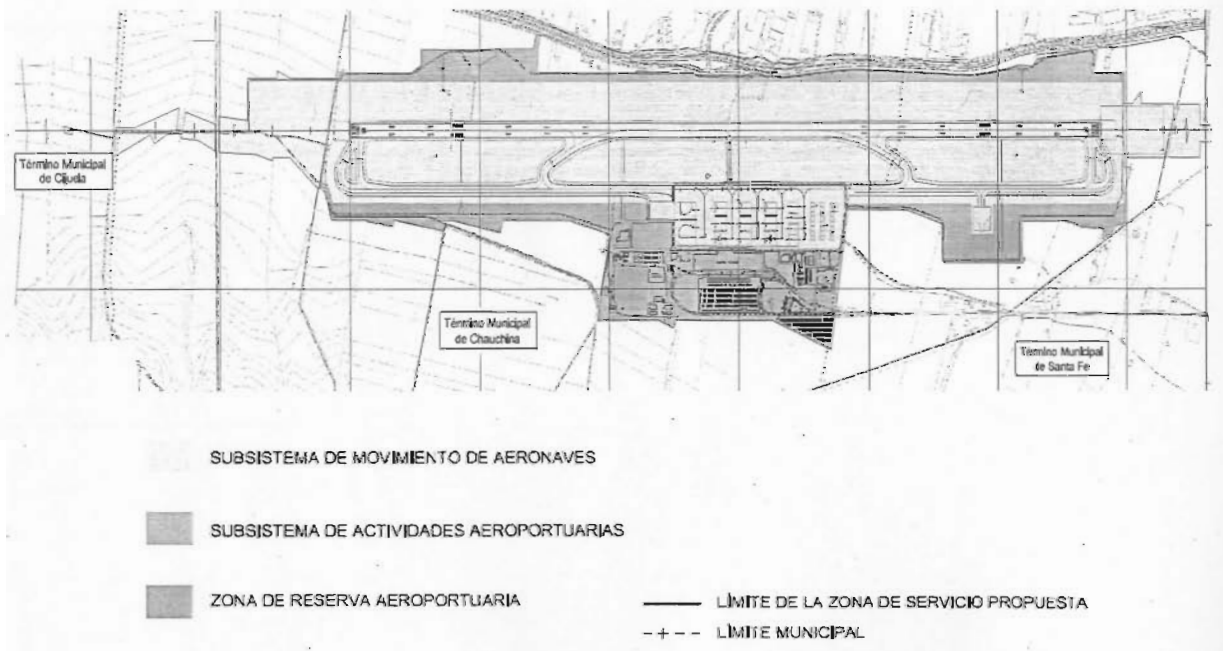 Término Municipal
de Cijuela
Término Municipal
de Chauchina
Término Municipal
de Santa Fe
SUBSISTEMA DE MOVIMIENTO DE AERONAVES
SUBSISTEMA DE ACTIVIDADES AEROPORTUARIAS
ZONA DE RESERVA AEROPORTUARIA
LÍMITE DE LA ZONA DE SERVICIO PROPUESTA
LÍMITE MUNICIPAL